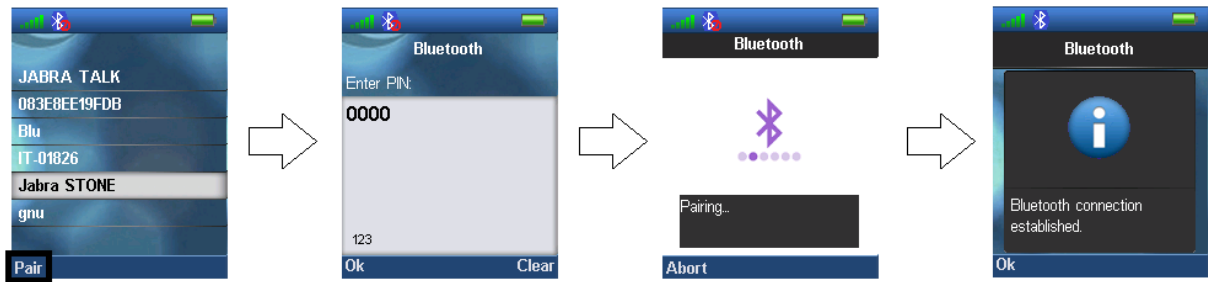 JABRA TALK
083E8EE19FDB
Blu
IT-01826
Jabra STONE
gnu
Pair
Bluetooth
Enter PIN:
0000
123
Ok Clear
Bluetooth
Pairing...
Abort
Bluetooth
Bluetooth connection
established.
Ok